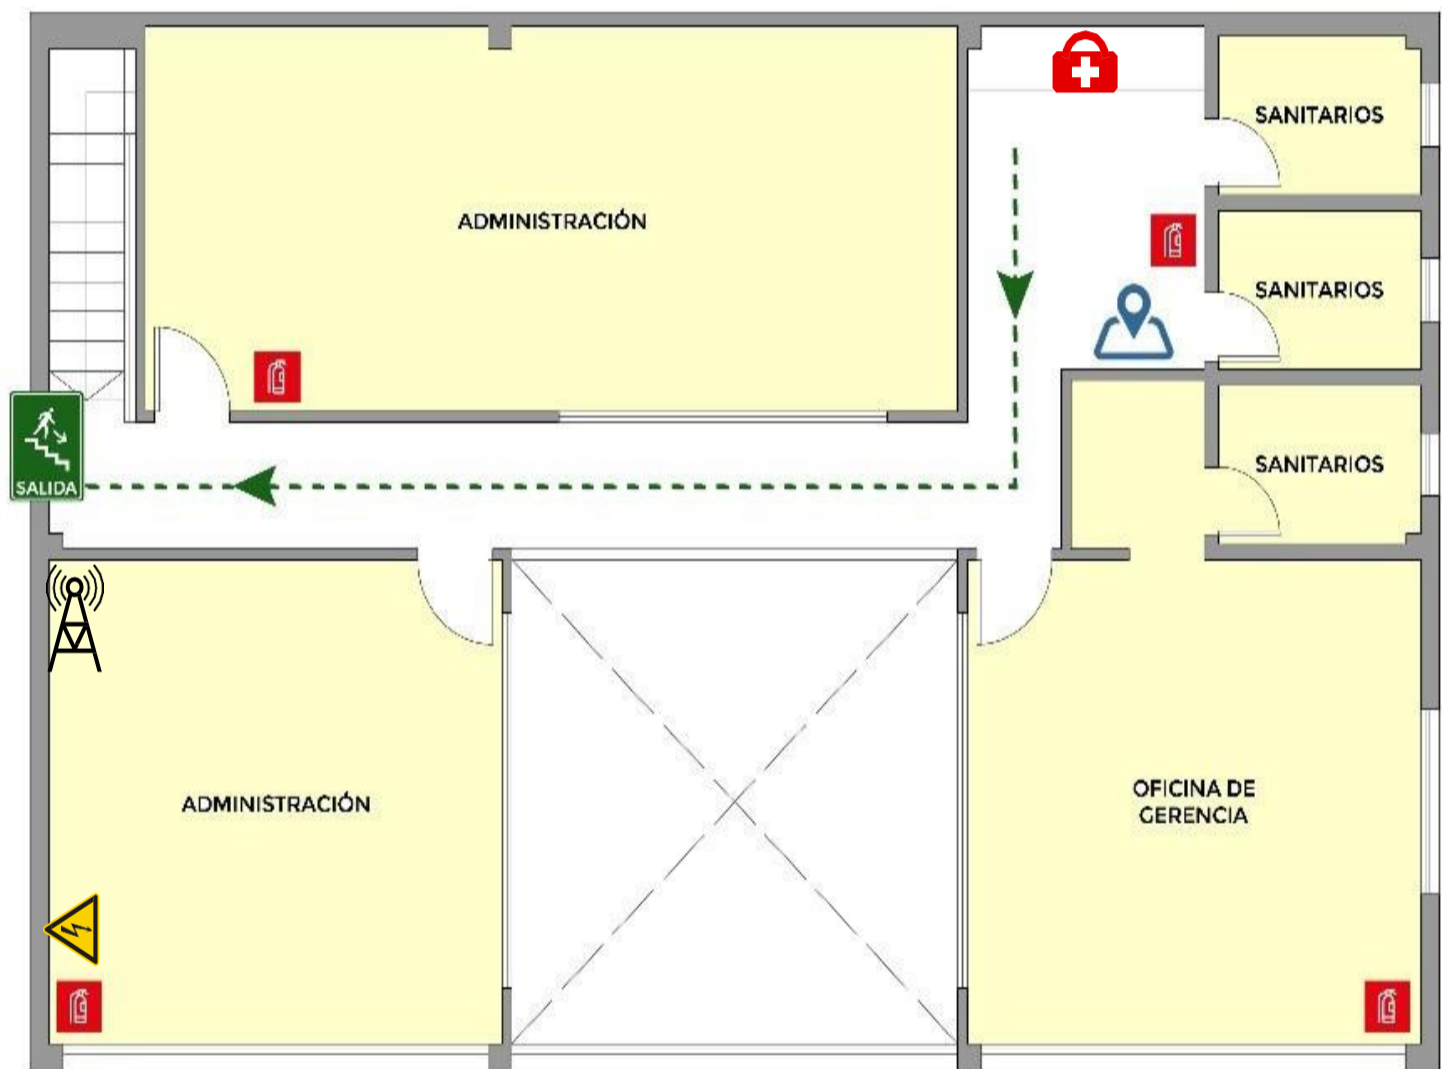 SANITARIOS
ADMINISTRACIÓN
SANITARIOS
SANITARIOS
SALIDA
ADMINISTRACIÓN
OFICINA DE
GERENCIA